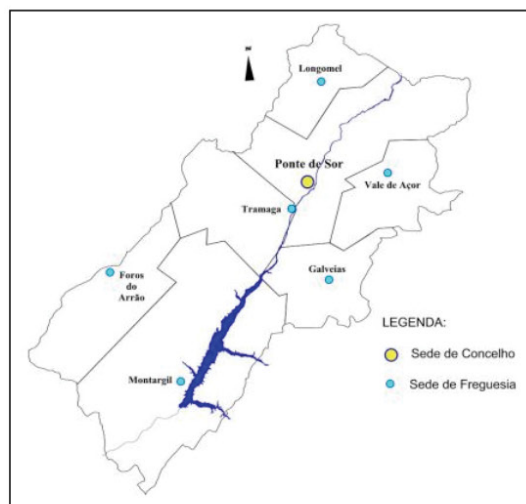 Longomel
Ponte de Sor
Vale de Açor
Tramaga
Galveias
Foros
do
Arrão
Montargil
LEGENDA:
Sede de Concelho
Sede de Freguesia